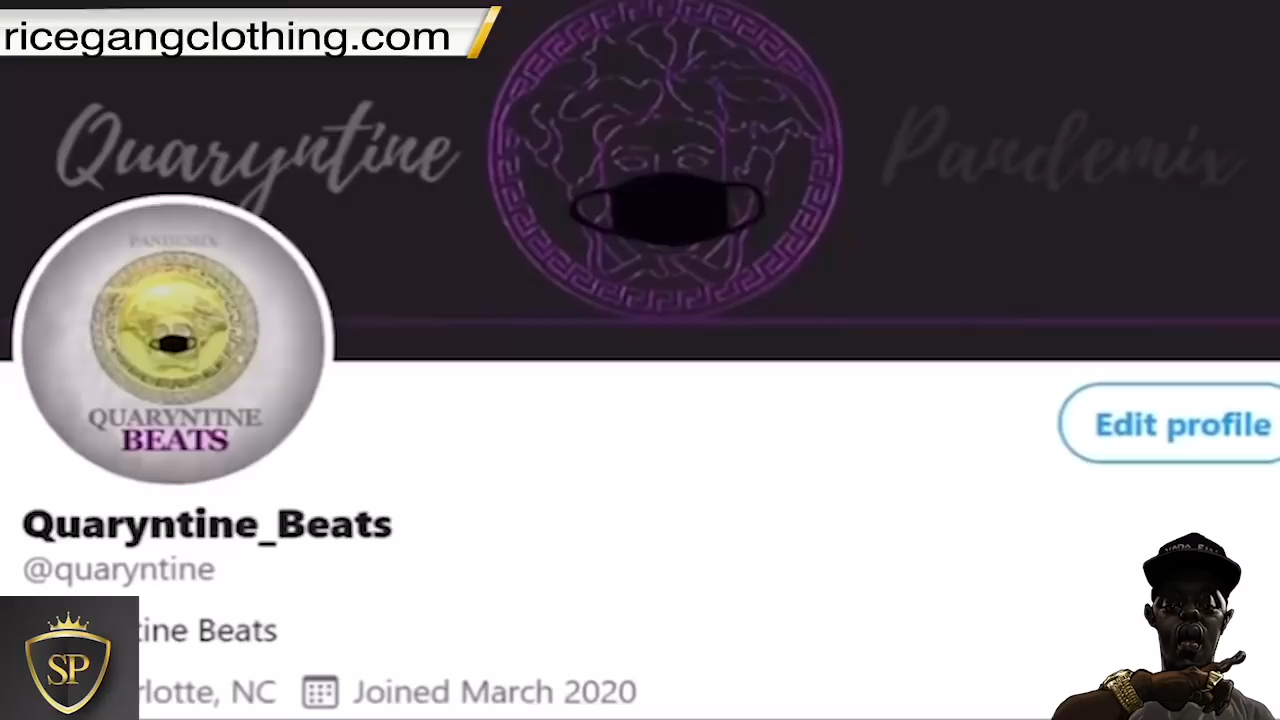 ricegangclothing.com
Quaryntine
Pandemix
PANDEMIX
QUARYNTINE
BEATS
Edit profile
Quaryntine_Beats
@quaryntine
tine Beats
SP
rlotte, NC
Joined March 2020